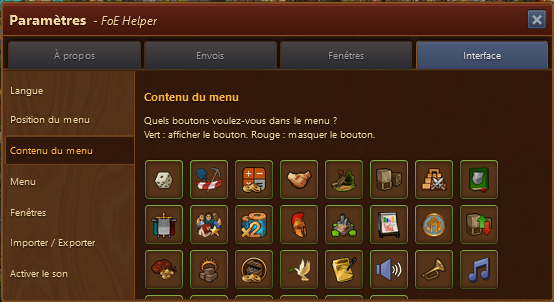 Paramètres - FoE Helper
À propos
Envois
Fenêtres
Interface
Langue
Position du menu
Contenu du menu
Menu
Fenêtres
Importer / Exporter
Activer le son
Contenu du menu
Quels boutons voulez-vous dans le menu ?
Vert : afficher le bouton. Rouge : masquer le bouton.
x2